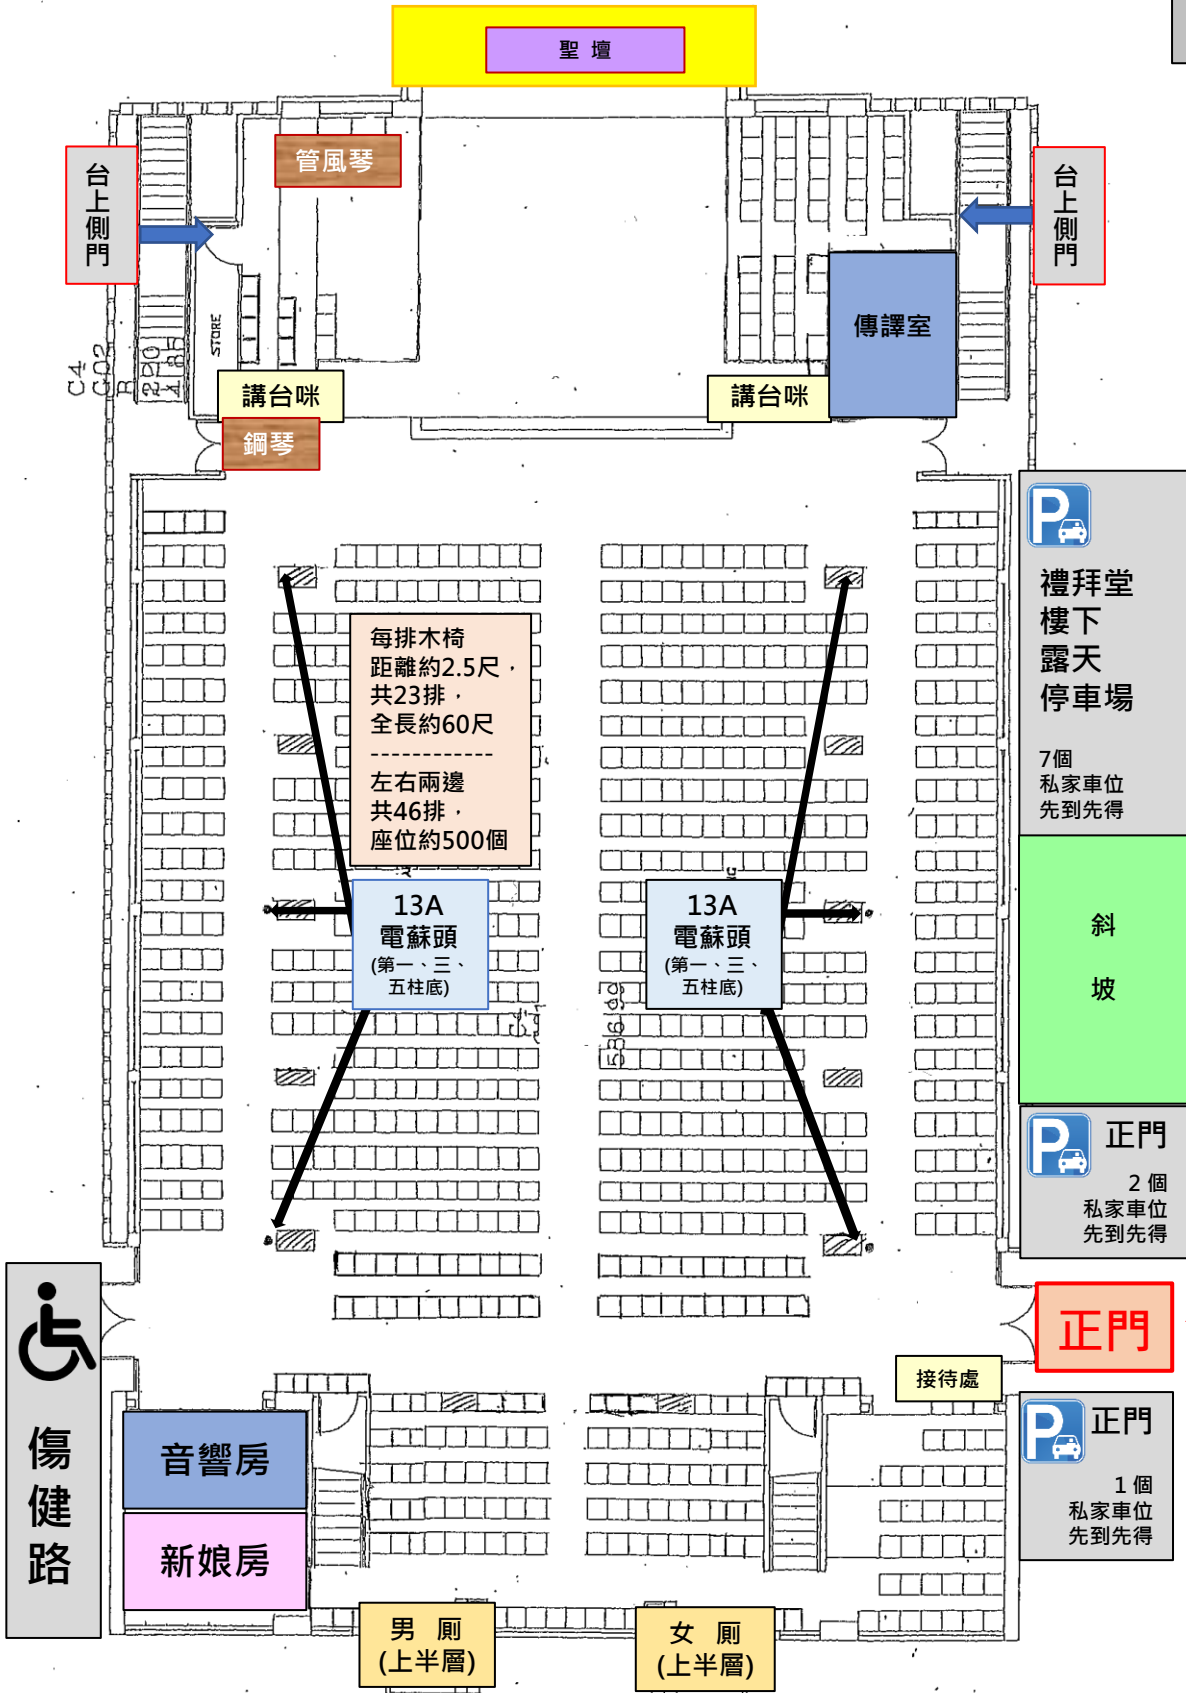 聖 壇
管風琴
台
上
側
門
台
上
側
門
傳譯室
STORE
C4
G02
R
220
A 85
講台咪
講台咪
鋼琴
P
禮拜堂
樓下
露天
停車場
7個
私家車位
先到先得
每排木椅
距離約2.5尺，
共23排，
全長約60尺
------------
左右兩邊
共46排，
座位約500個
13A
電蘇頭
(第一、三、
五柱底)
13A
電蘇頭
(第一、三、
五柱底)
斜
坡
P
正門
2 個
私家車位
先到先得
正門
接待處
P
正門
1 個
私家車位
先到先得
傷
健
路
音響房
新娘房
男 厠
(上半層)
女 厠
(上半層)